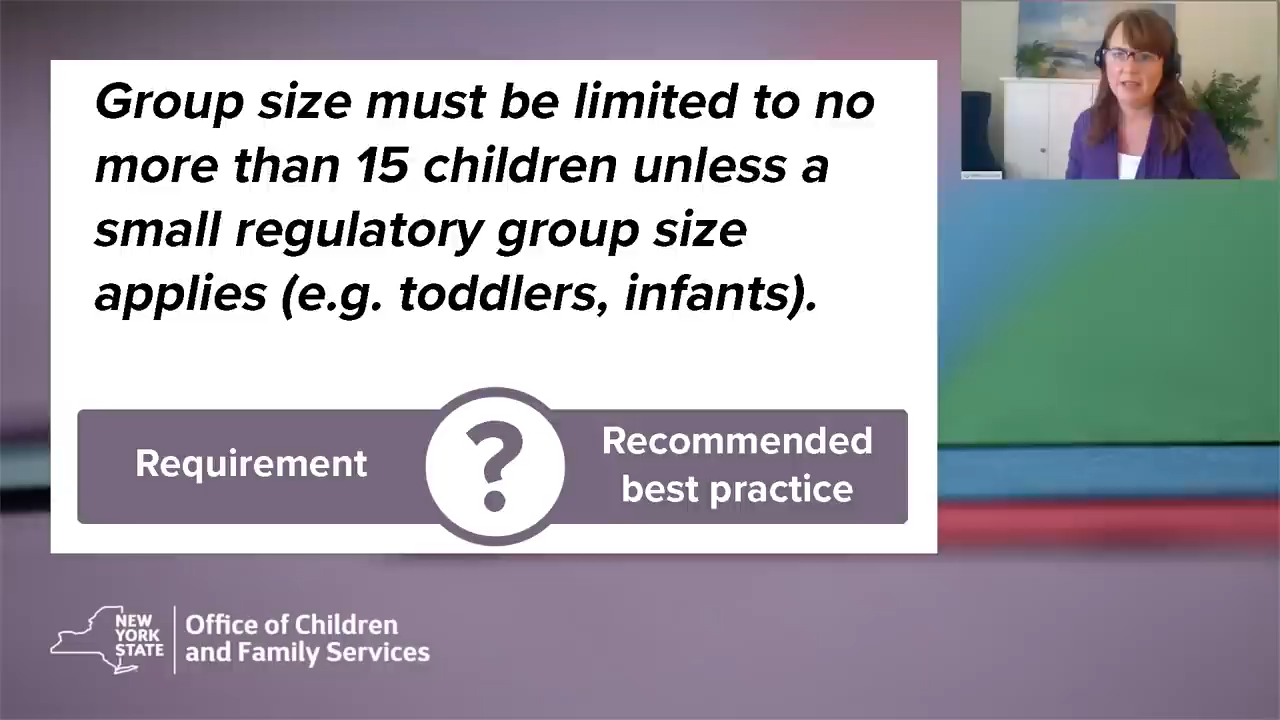 Group size must be limited to no
more than 15 children unless a
small regulatory group size
applies (e.g. toddlers, infants).
Requirement
?
Recommended
best practice
NEW
YORK
STATE
Office of Children
and Family Services